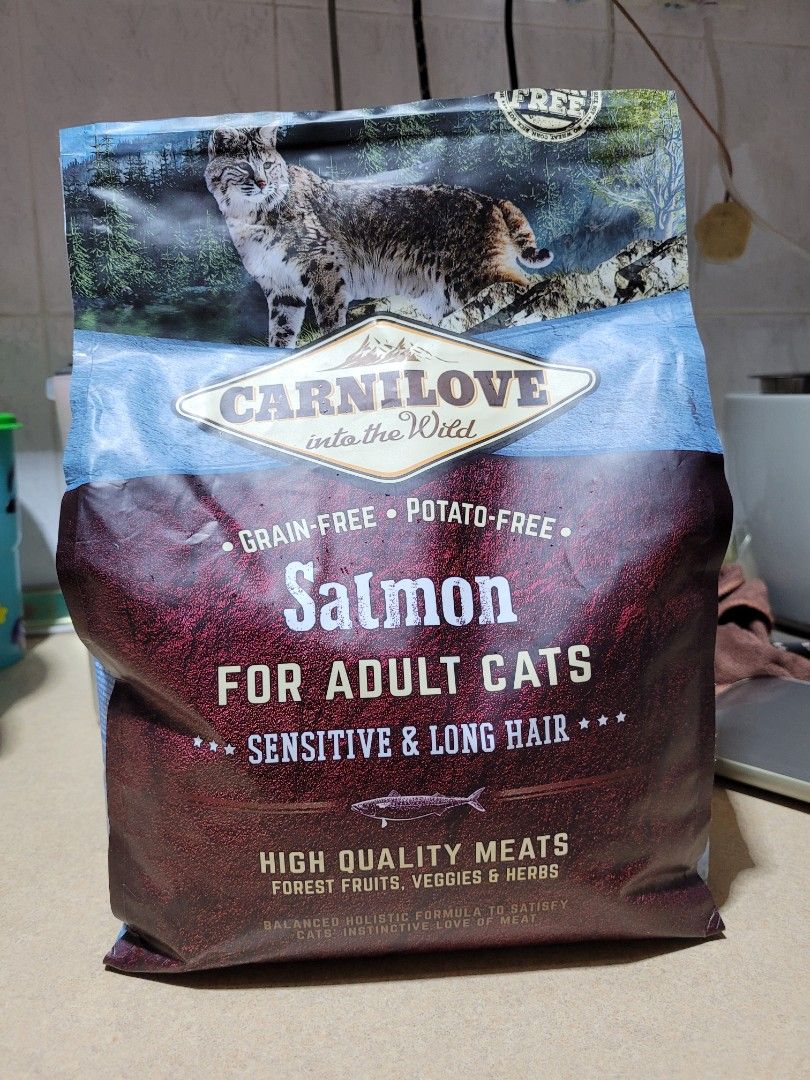 FREE
CARNILOVE
into the Wild
• GRAIN-FREE • POTATO-FREE •
Salmon
FOR ADULT CATS
SENSITIVE & LONG HAIR
HIGH QUALITY MEATS
FOREST FRUITS, VEGGIES & HERBS
BALANCED HOLISTIC FORMULA TO SATISFY
CATS' INSTINCTIVE LOVE OF MEAT